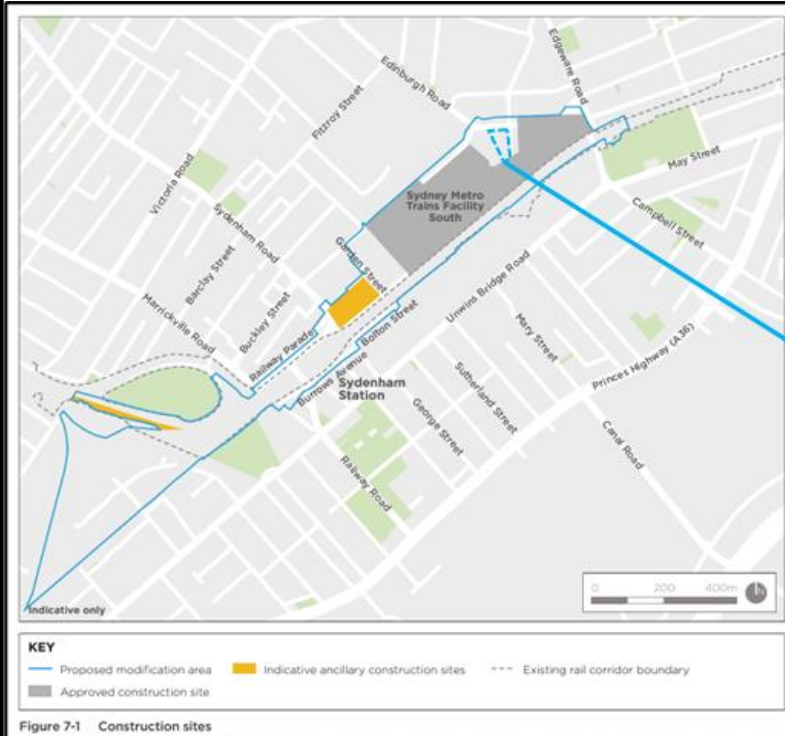 Edgeware Road
Edinburgh Road
Fitzroy Street
Victoria Road
May Street
Sydney Metro
Trains Facility
South
Campbell Street
Sydenham Road
Garden Street
Barclay Street
Unwins Bridge Road
Marrickville Road
Buckley Street
Bolton Street
Mary Street
Railway Parade
Princes Highway (A36)
Burrows Avenue
Sydenham
Station
Sutherland Street
George Street
Canal Road
Railway Road
0 200 400m
N
Indicative only
KEY
Proposed modification area
Indicative ancillary construction sites
Existing rail corridor boundary
Approved construction site
Figure 7-1 Construction sites